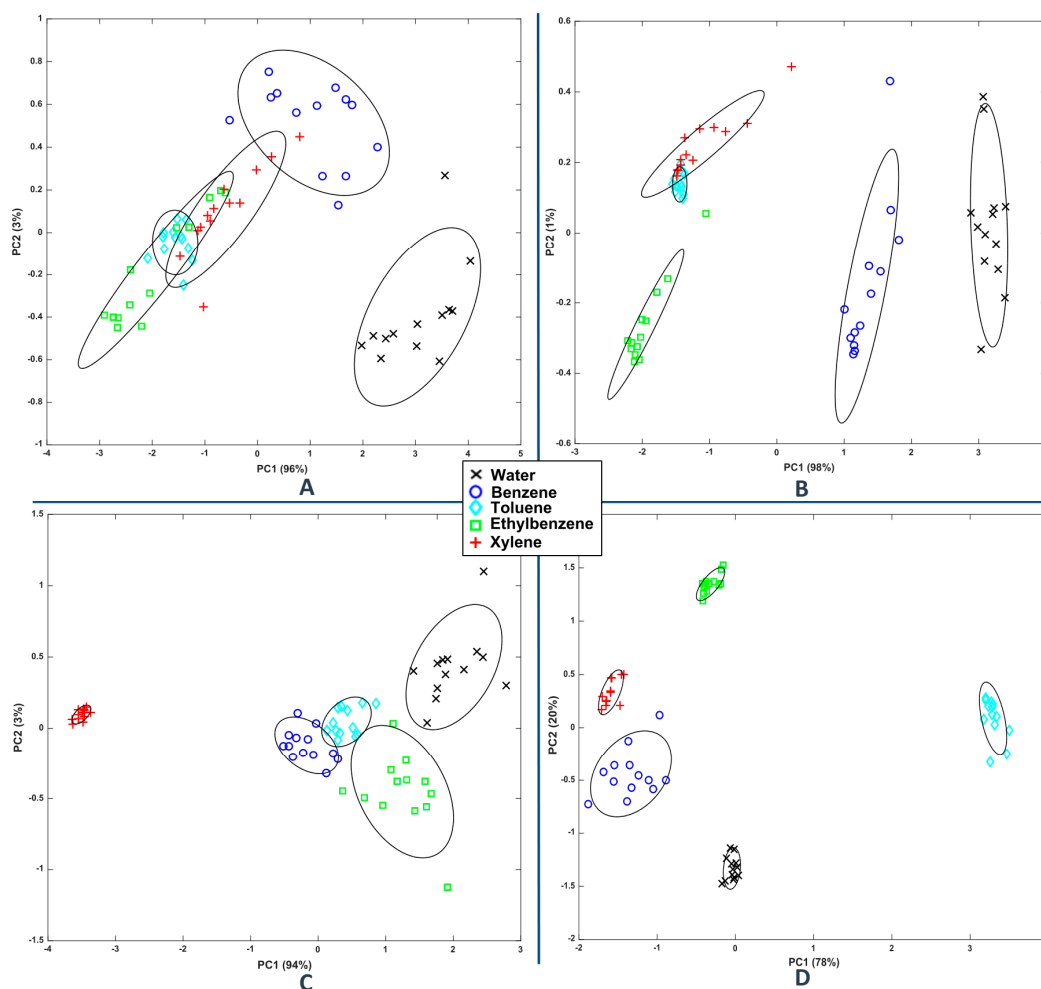 1
0.8
0.6
0.4
0.2
0
-0.2
-0.4
-0.6
-0.8
-1
PC2 (3%)
-4 -3 -2 -1 0 1 2 3 4 5
PC1 (96%)
A
0.6
0.4
0.2
0
-0.2
-0.4
-0.6
PC2 (1%)
-3 -2 -1 0 1 2 3
PC1 (98%)
B
Water
Benzene
Toluene
Ethylbenzene
Xylene
1.5
1
0.5
0
-0.5
-1
-1.5
PC2 (3%)
-4 -3 -2 -1 0 1 2 3
PC1 (94%)
C
2
1.5
1
0.5
0
-0.5
-1
-1.5
-2
PC2 (20%)
-2 -1 0 1 2 3
PC1 (78%)
D